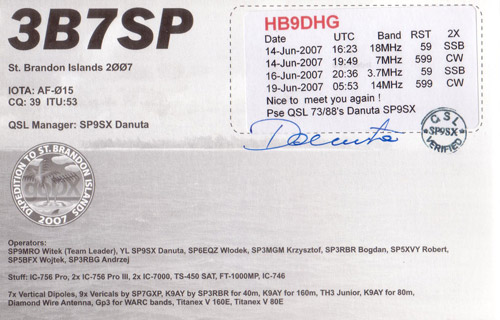 3B7SP
St. Brandon Islands 2ØØ7
IOTA: AF-Ø15
CQ: 39 ITU:53
QSL Manager: SP9SX Danuta
HB9DHG
Date UTC Band RST 2X
14-Jun-2007 16:23 18MHz 59 SSB
14-Jun-2007 19:49 7MHz 599 CW
16-Jun-2007 20:36 3.7MHz 59 SSB
19-Jun-2007 05:53 14MHz 599 CW
Nice to meet you again !
Pse QSL 73/88's Danuta SP9SX
Danuta
QSL
SP9SX
VERIFIED
DXPEDITION TO ST. BRANDON ISLANDS
2007
Operators:
SP9MRO Witek (Team Leader), YL SP9SX Danuta, SP6EQZ Włodek, SP3MGM Krzysztof, SP3RBR Bogdan, SP5XVY Robert,
SP5BFX Wojtek, SP3RBG Andrzej
Stuff: IC-756 Pro, 2x IC-756 Pro III, 2x IC-7000, TS-450 SAT, FT-1000MP, IC-746
7x Vertical Dipoles, 9x Vericals by SP7GXP, K9AY by SP3RBR for 40m, K9AY for 160m, TH3 Junior, K9AY for 80m,
Diamond Wire Antenna, Gp3 for WARC bands, Titanex V 160E, Titanex V 80E